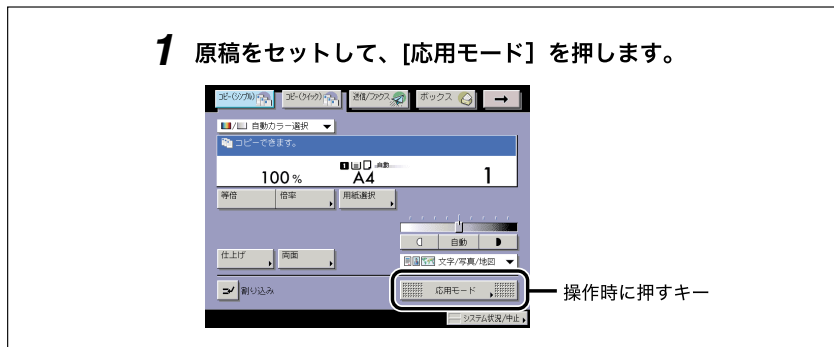 1 原稿をセットして、[応用モード］を押します。
コピー(シンプル) コピー(クイック) 送信/ファクス ボックス →
自動カラー選択 ▼
コピーできます。
1 自動
100% A4 1
等倍 倍率 用紙選択
自動
仕上げ 両面
文字/写真/地図 ▼
割り込み 応用モード 操作時に押すキー
システム状況/中止